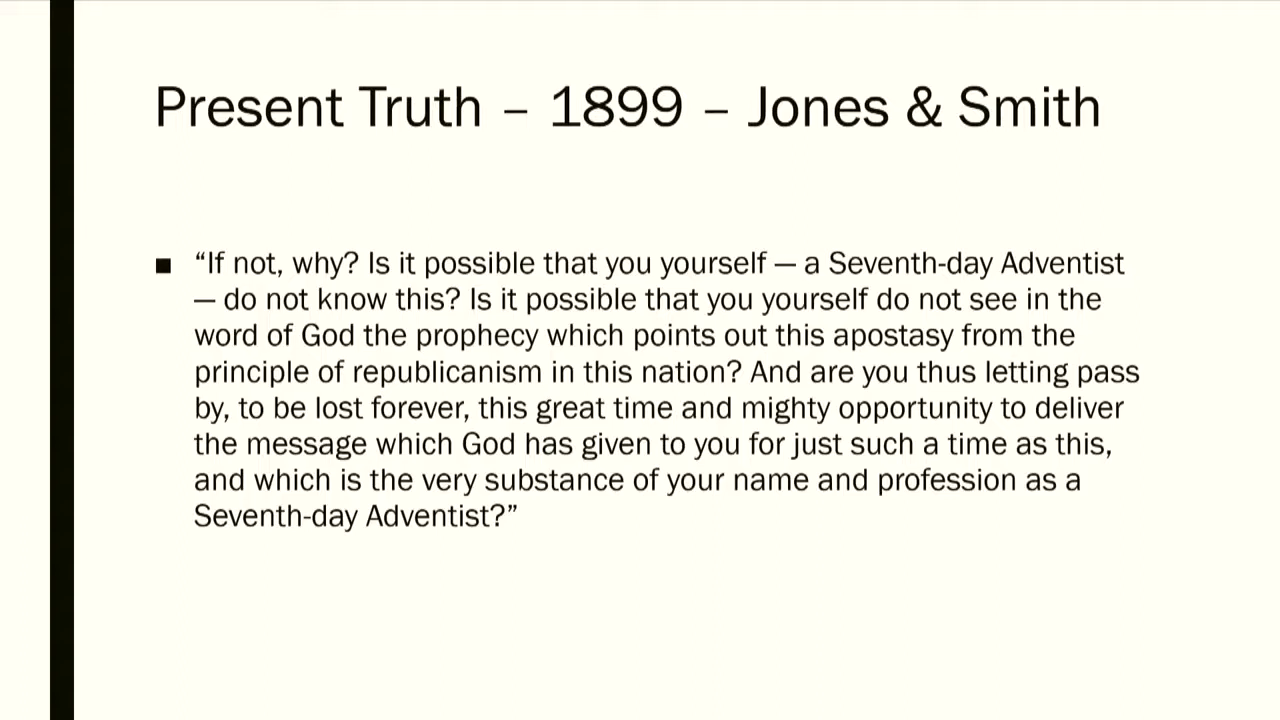 Present Truth – 1899 – Jones & Smith
■ “If not, why? Is it possible that you yourself — a Seventh-day Adventist
— do not know this? Is it possible that you yourself do not see in the
word of God the prophecy which points out this apostasy from the
principle of republicanism in this nation? And are you thus letting pass
by, to be lost forever, this great time and mighty opportunity to deliver
the message which God has given to you for just such a time as this,
and which is the very substance of your name and profession as a
Seventh-day Adventist?”